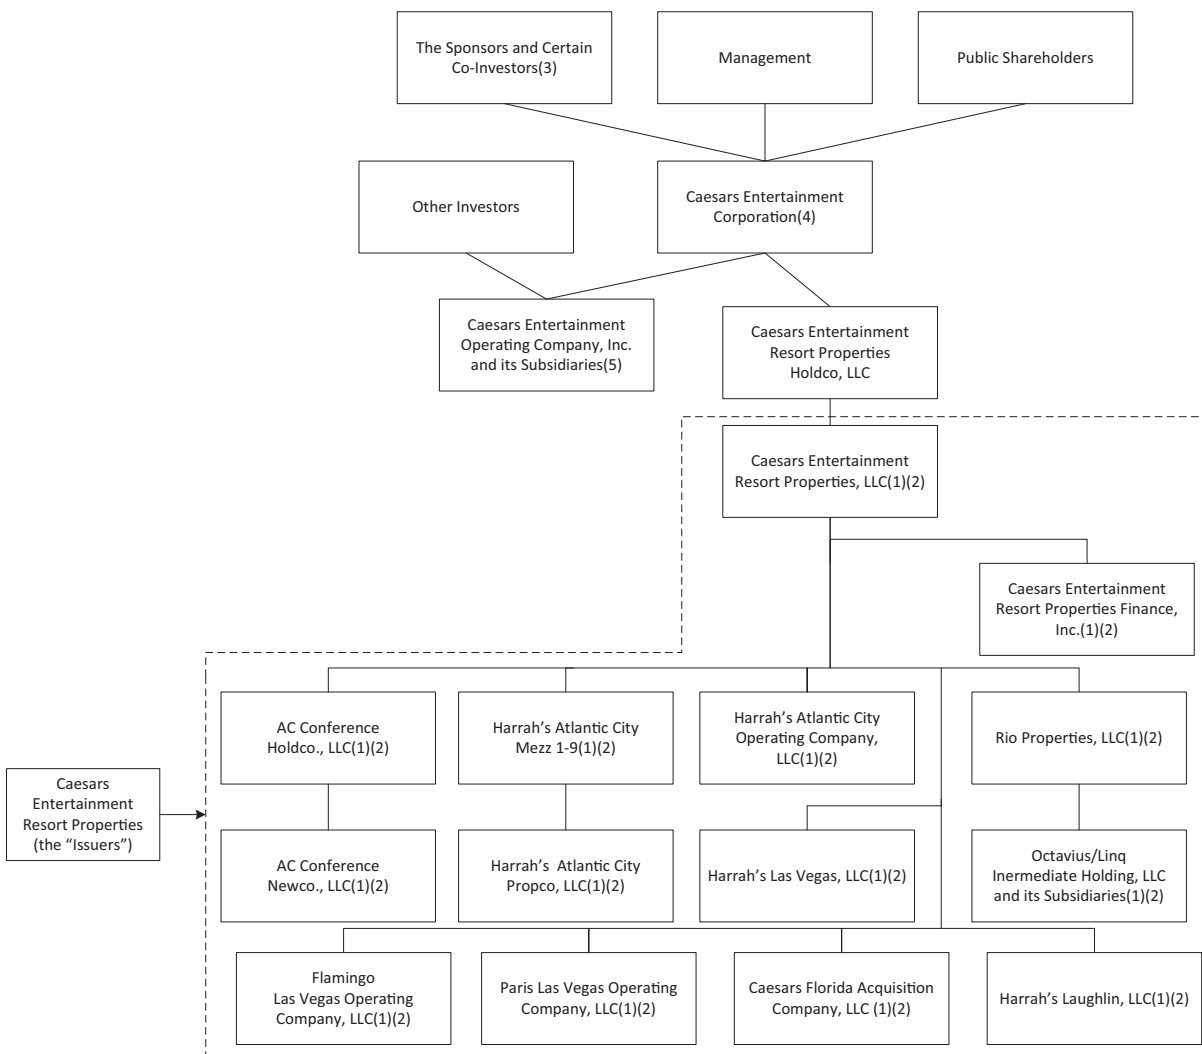 The Sponsors and Certain
Co-Investors(3)
Management
Public Shareholders
Other Investors
Caesars Entertainment
Corporation(4)
Caesars Entertainment
Operating Company, Inc.
and its Subsidiaries(5)
Caesars Entertainment
Resort Properties
Holdco, LLC
Caesars Entertainment
Resort Properties, LLC(1)(2)
Caesars Entertainment
Resort Properties Finance,
Inc.(1)(2)
AC Conference
Holdco., LLC(1)(2)
Harrah’s Atlantic City
Mezz 1-9(1)(2)
Harrah’s Atlantic City
Operating Company,
LLC(1)(2)
Rio Properties, LLC(1)(2)
Caesars
Entertainment
Resort Properties
(the “Issuers”)
AC Conference
Newco., LLC(1)(2)
Harrah’s Atlantic City
Propco, LLC(1)(2)
Harrah’s Las Vegas, LLC(1)(2)
Octavius/Linq
Inermediate Holding, LLC
and its Subsidiaries(1)(2)
Flamingo
Las Vegas Operating
Company, LLC(1)(2)
Paris Las Vegas Operating
Company, LLC(1)(2)
Caesars Florida Acquisition
Company, LLC (1)(2)
Harrah’s Laughlin, LLC(1)(2)